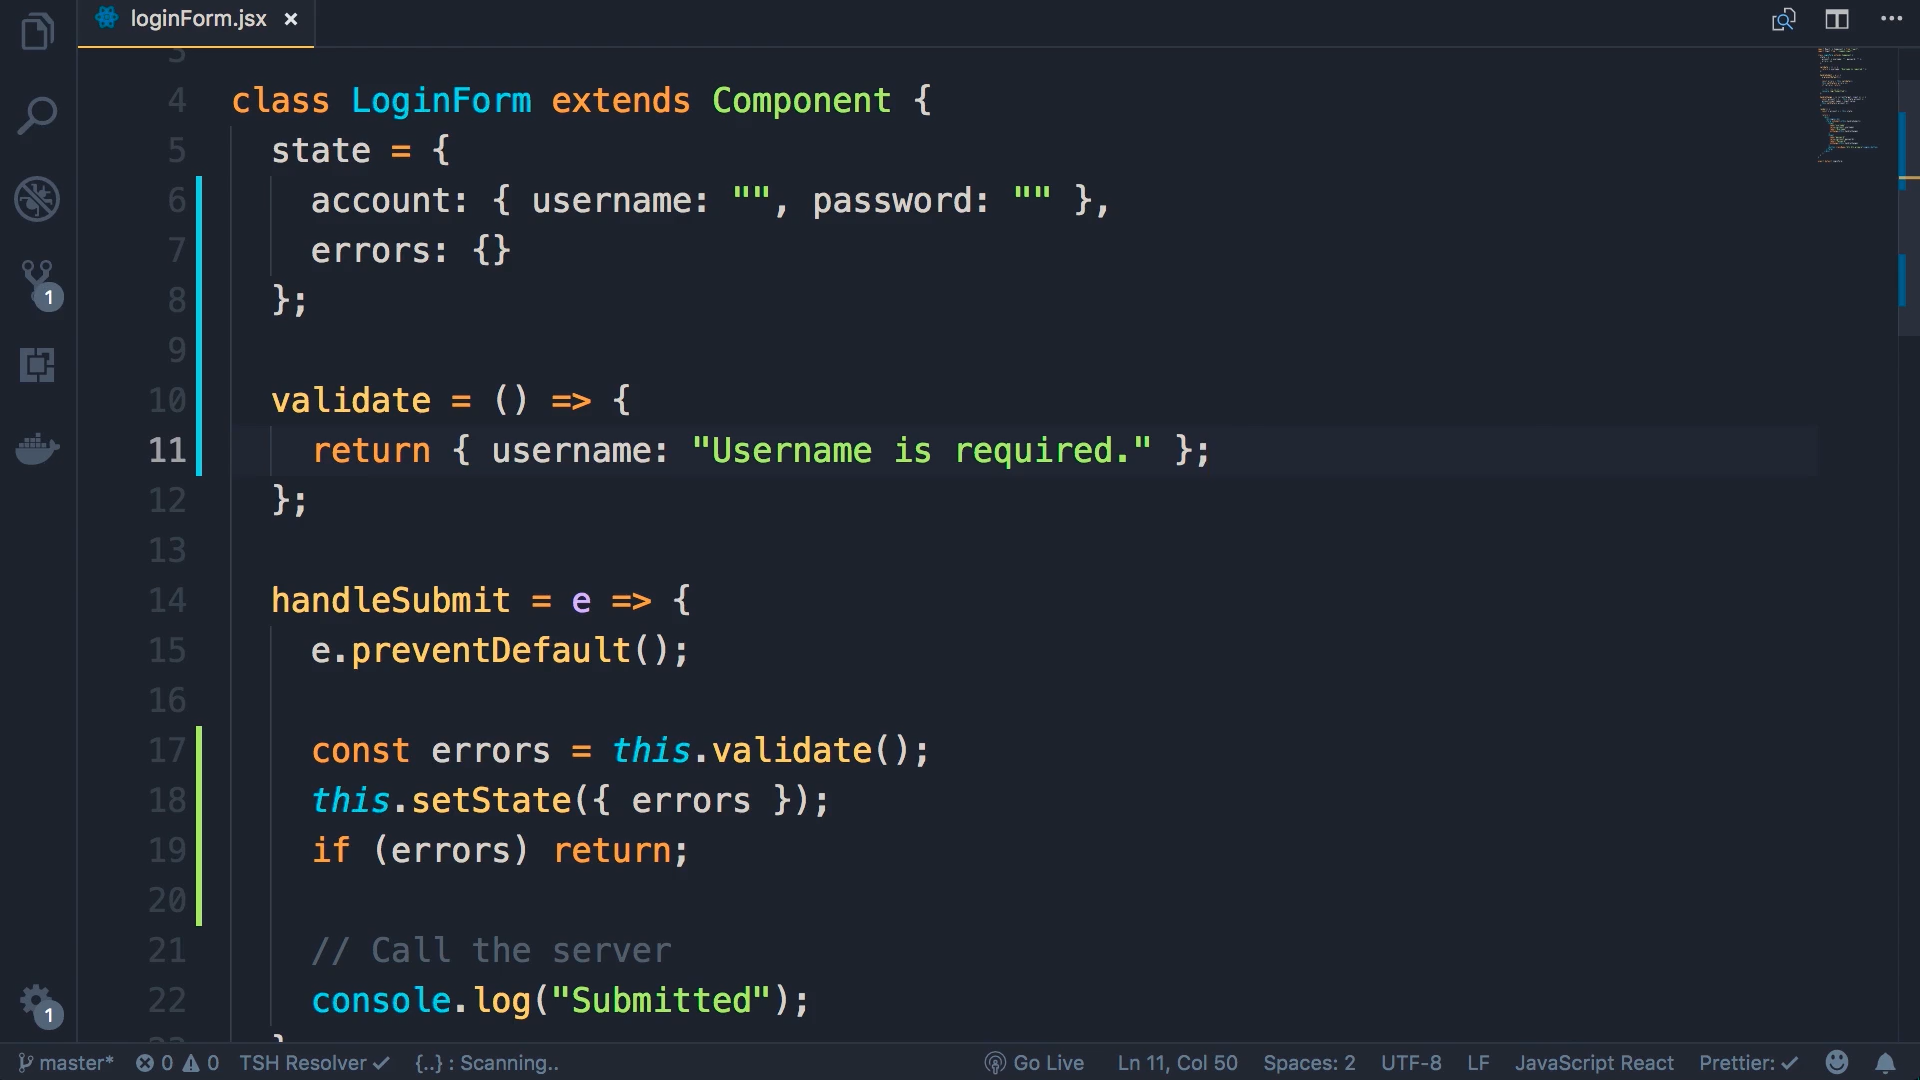 loginForm.jsx ×
3
4 class LoginForm extends Component {
5 state = {
6 account: { username: "", password: "" },
7 errors: {}
8 };
9
10 validate = () => {
11 return { username: "Username is required." };
12 };
13
14 handleSubmit = e => {
15 e.preventDefault();
16
17 const errors = this.validate();
18 this.setState({ errors });
19 if (errors) return;
20
21 // Call the server
22 console.log("Submitted");
1
1
master* 0 0 TSH Resolver ✓ {..} : Scanning.. Go Live Ln 11, Col 50 Spaces: 2 UTF-8 LF JavaScript React Prettier: ✓